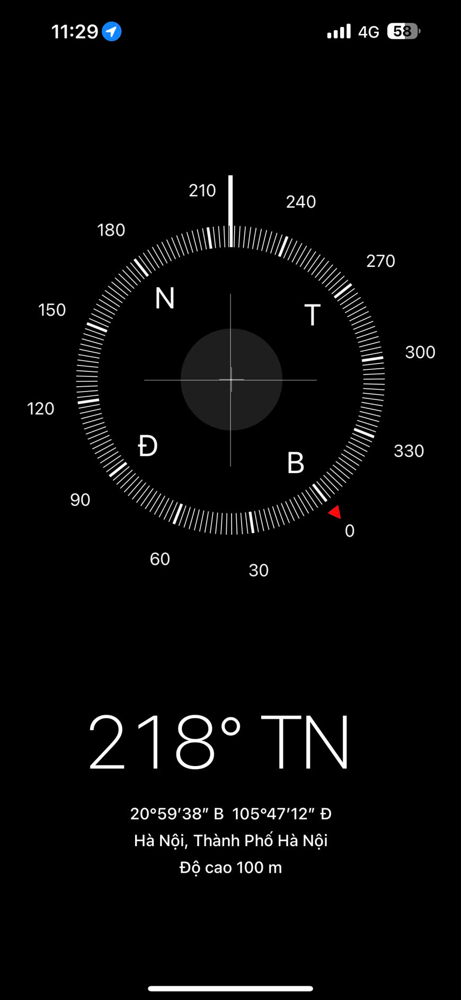 11:29 4G 58
210
240
180
270
N
T
150
300
120
Đ
B
330
90
0
60
30
218° TN
20°59′38″ B 105°47′12″ Đ
Hà Nội, Thành Phố Hà Nội
Độ cao 100 m